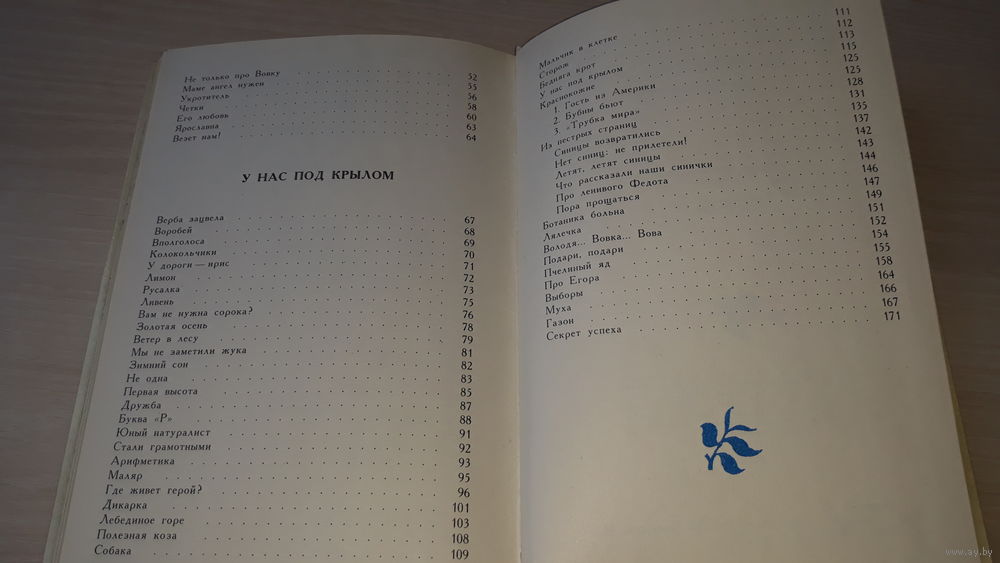 Не только про Вовку 52
Маме ангел нужен 55
Укротитель 56
Четки 58
Его любовь 60
Ярославна 63
Везет нам! 64
У НАС ПОД КРЫЛОМ
Верба зацвела 67
Воробей 68
Вполголоса 69
Колокольчики 70
У дороги — ирис 71
Лимон 72
Русалка 73
Ливень 75
Вам не нужна сорока? 76
Золотая осень 78
Ветер в лесу 79
Мы не заметили жука 81
Зимний сон 82
Не одна 83
Первая высота 85
Дружба 87
Буква «Р» 88
Юный натуралист 91
Стали грамотными 92
Арифметика 93
Маляр 95
Где живет герой? 96
Дикарка 101
Лебединое горе 103
Полезная коза 108
Собака 109
Мальчик в клетке 111
Сторож 112
Бедняга крот 113
У нас под крылом 115
Краснокожие 125
1. Гость из Америки 125
2. Бубны бьют 128
3. «Трубка мира» 131
Из пестрых страниц 135
Синицы возвратились 137
Нет синиц: не прилетели! 142
Летят, летят синицы 143
Что рассказали наши синички 144
Про ленивого Федота 146
Пора прощаться 147
Ботаника больна 149
Лялечка 151
Володя... Вовка... Вова 152
Подари, подари 154
Пчелиный яд 155
Про Егора 158
Выборы 164
Муха 166
Газон 167
Секрет успеха 171
www.ay.by